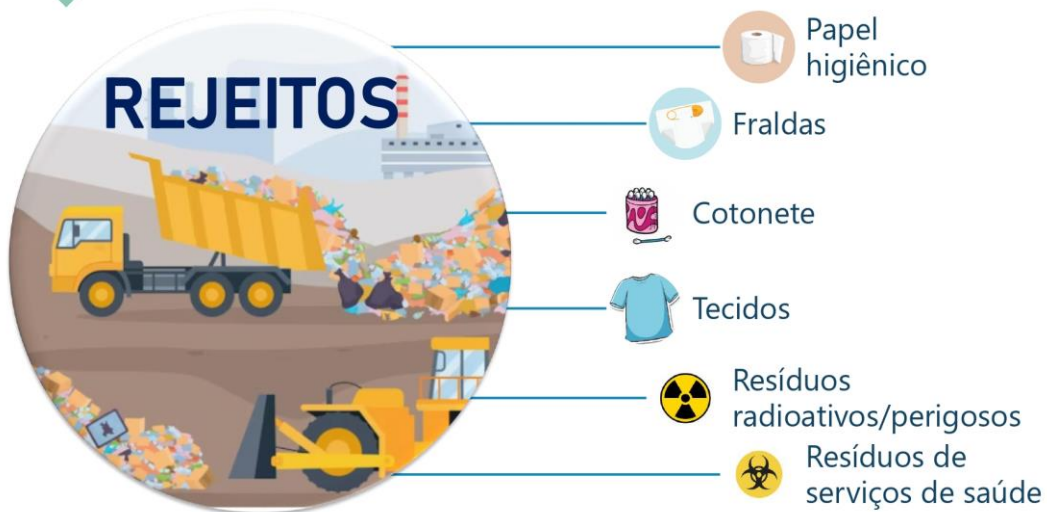 REJEITOS
Papel
higiênico
Fraldas
Cotonete
Tecidos
Resíduos
radioativos/perigosos
Resíduos de
serviços de saúde